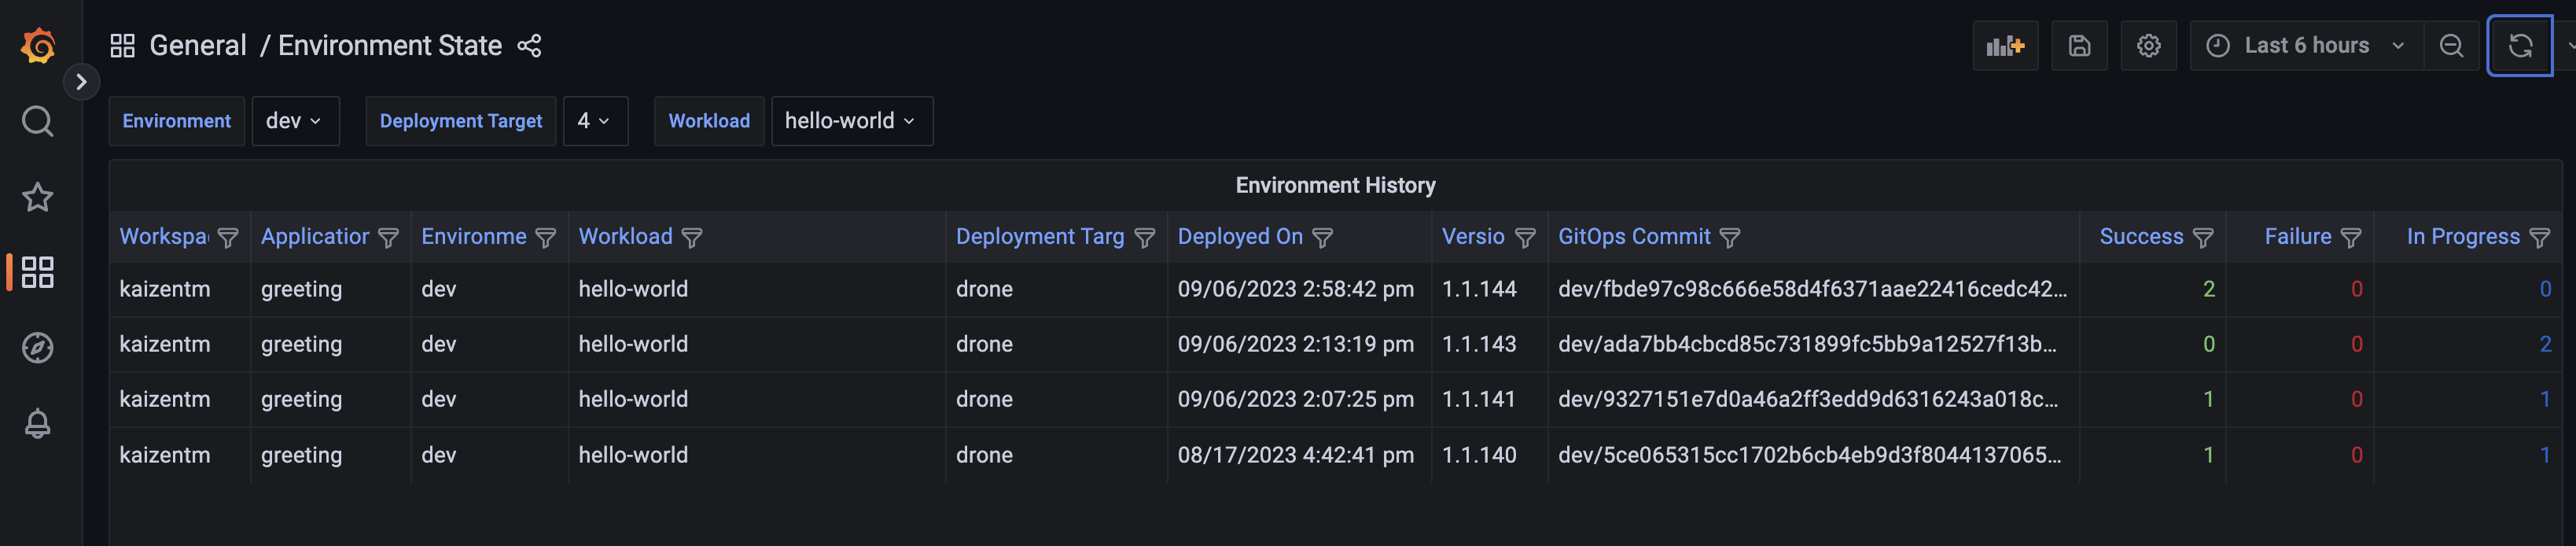 General / Environment State
Last 6 hours
Environment dev Deployment Target 4 Workload hello-world
Environment History
Workspa Application Environme Workload Deployment Targ Deployed On Versio GitOps Commit Success Failure In Progress
kaizentm greeting dev hello-world drone 09/06/2023 2:58:42 pm 1.1.144 dev/fbde97c98c666e58d4f6371aae22416cedc42... 2 0 0
kaizentm greeting dev hello-world drone 09/06/2023 2:13:19 pm 1.1.143 dev/ada7bb4cbcd85c731899fc5bb9a12527f13b... 0 0 2
kaizentm greeting dev hello-world drone 09/06/2023 2:07:25 pm 1.1.141 dev/9327151e7d0a46a2ff3edd9d6316243a018c... 1 0 1
kaizentm greeting dev hello-world drone 08/17/2023 4:42:41 pm 1.1.140 dev/5ce065315cc1702b6cb4eb9d3f8044137065... 1 0 1